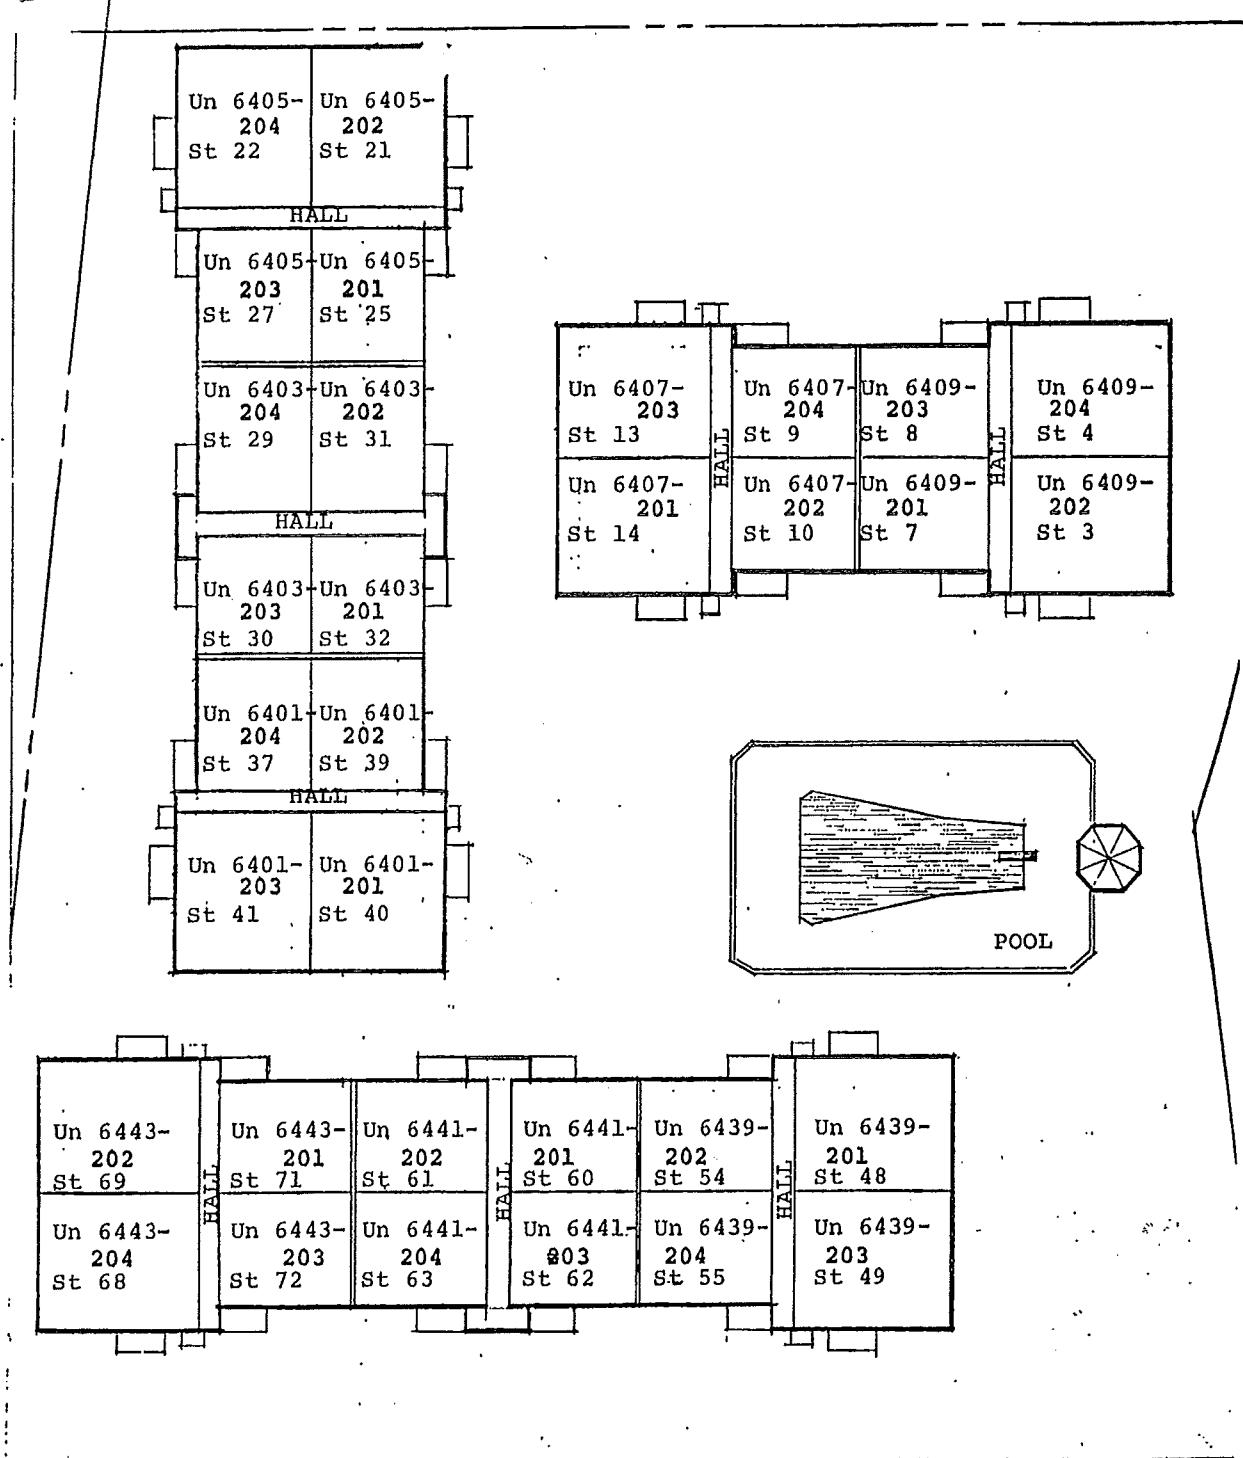 Un 6405-
204
St 22
Un 6405-
202
St 21
HALL
Un 6405-
203
St 27
Un 6405-
201
St 25
Un 6403-
204
St 29
Un 6403-
202
St 31
HALL
Un 6403-
203
St 30
Un 6403-
201
St 32
Un 6401-
204
St 37
Un 6401-
202
St 39
HALL
Un 6401-
203
St 41
Un 6401-
201
St 40
Un 6407-
203
St 13
Un 6407-
201
St 14
HALL
Un 6407-
204
St 9
Un 6407-
202
St 10
Un 6409-
203
St 8
Un 6409-
201
St 7
HALL
Un 6409-
204
St 4
Un 6409-
202
St 3
POOL
Un 6443-
202
St 69
Un 6443-
204
St 68
HALL
Un 6443-
201
St 71
Un 6443-
203
St 72
Un 6441-
202
St 61
Un 6441-
204
St 63
HALL
Un 6441-
201
St 60
Un 6441-
203
St 62
Un 6439-
202
St 54
Un 6439-
204
St 55
HALL
Un 6439-
201
St 48
Un 6439-
203
St 49